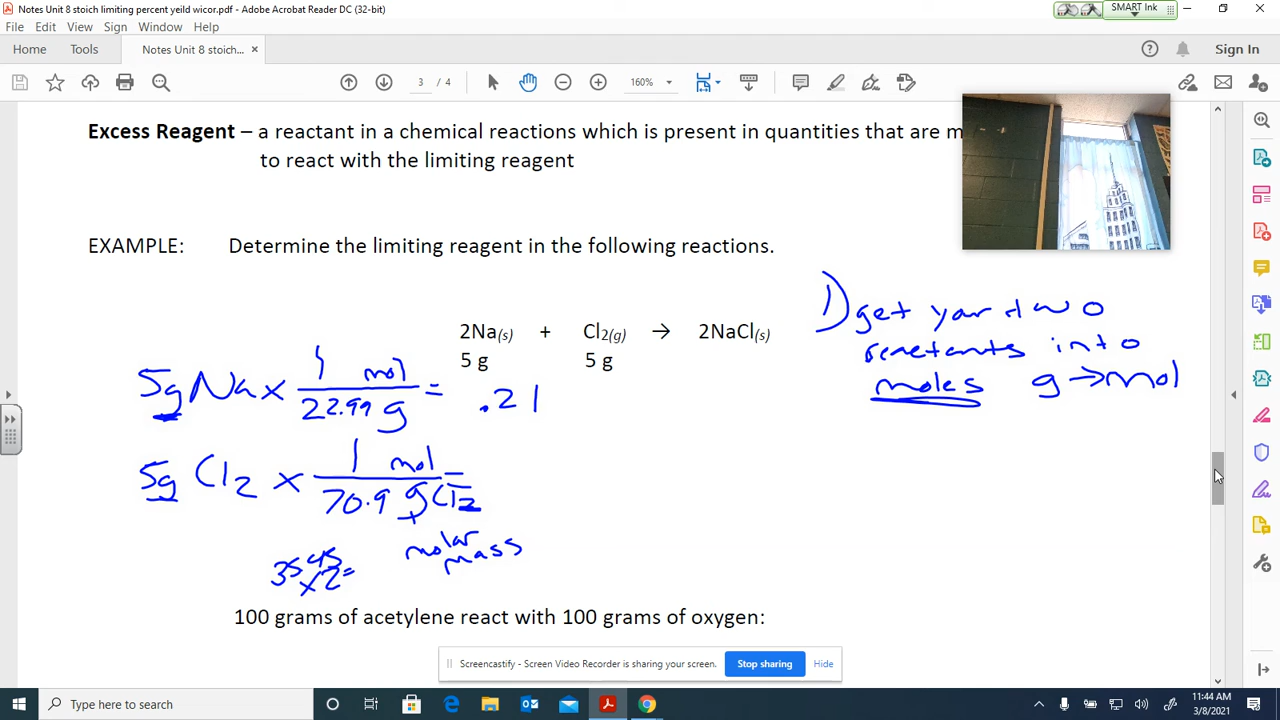 Notes Unit 8 stoich limiting percent yeild wicor.pdf - Adobe Acrobat Reader DC (32-bit)
SMART Ink
File Edit View Sign Window Help
Home Tools Notes Unit 8 stoich... × Sign In
3 / 4 160%
Excess Reagent – a reactant in a chemical reactions which is present in quantities that are m
to react with the limiting reagent
EXAMPLE: Determine the limiting reagent in the following reactions.
2Na(s) + Cl2(g) → 2NaCl(s)
5 g 5 g
1) get your two
reactants into
moles g → mol
5g Na × 1 mol / 22.99 g = .21
5g Cl2 × 1 mol / 70.9 g Cl2 =
molar
mass
35.45
×2=
100 grams of acetylene react with 100 grams of oxygen:
Screencastify - Screen Video Recorder is sharing your screen. Stop sharing Hide
Type here to search
11:44 AM
3/8/2021